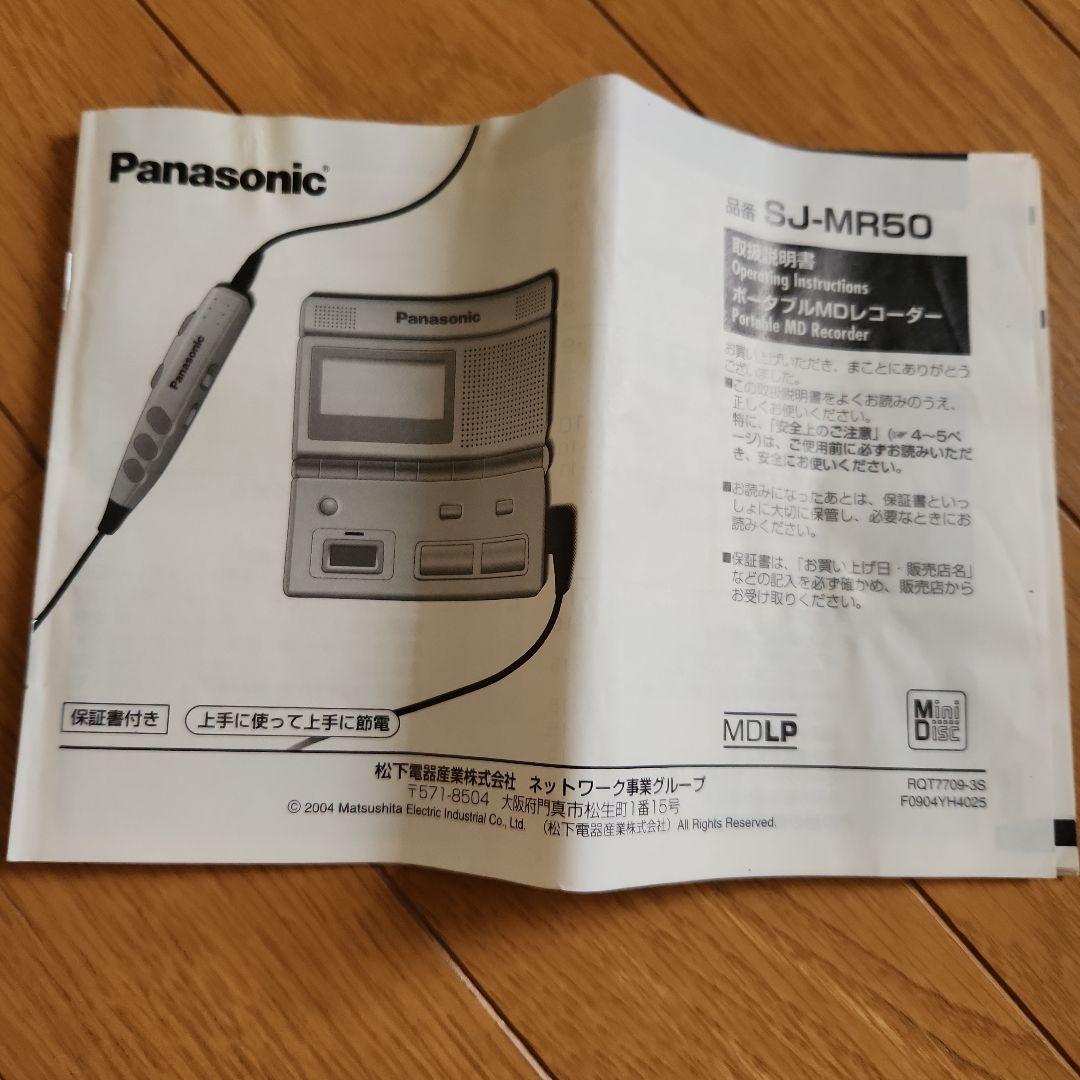 Panasonic®
品番 SJ-MR50
取扱説明書
Operating Instructions
ポータブルMDレコーダー
Portable MD Recorder
Panasonic
Panasonic
お買い上げいただき、まことにありがとう
ございました。
■この取扱説明書をよくお読みのうえ、
正しくお使いください。
特に、「安全上のご注意」(☞ 4〜5ペ
ージ)は、ご使用前に必ずお読みいただ
き、安全にお使いください。
■お読みになったあとは、保証書といっ
しょに大切に保管し、必要なときにお
読みください。
■保証書は、「お買い上げ日・販売店名」
などの記入を必ず確かめ、販売店から
お受け取りください。
保証書付き
上手に使って上手に節電
MDLP
Mini
Disc
松下電器産業株式会社 ネットワーク事業グループ
〒571-8504 大阪府門真市松生町1番15号
© 2004 Matsushita Electric Industrial Co., Ltd. (松下電器産業株式会社) All Rights Reserved.
RQT7709-3S
F0904YH4025